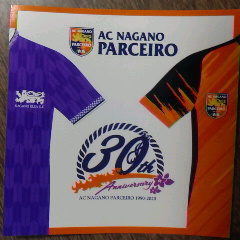 AC NAGANO
PARCEIRO
30th
Anniversary
AC NAGANO PARCEIRO 1990-2020